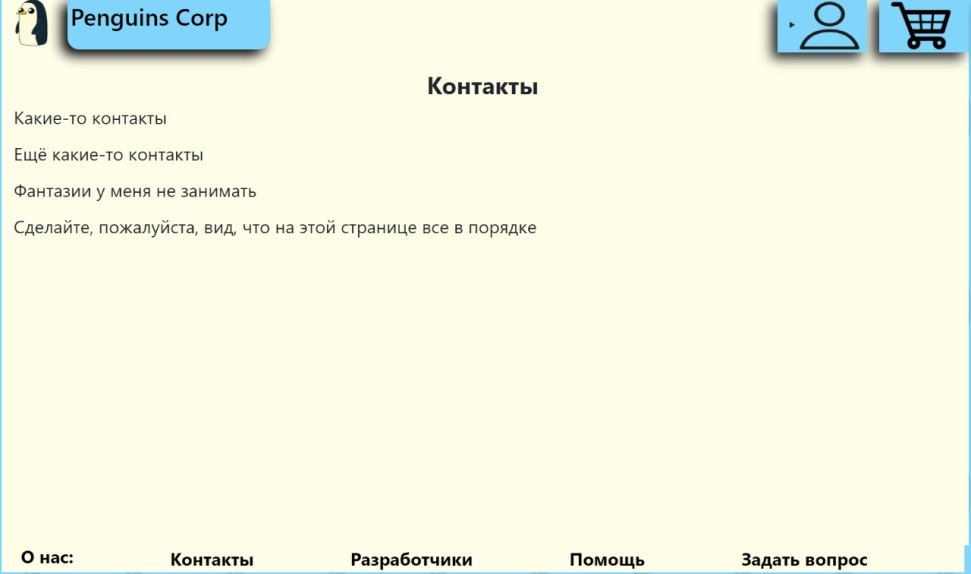 Penguins Corp
Контакты
Какие-то контакты
Ещё какие-то контакты
Фантазии у меня не занимать
Сделайте, пожалуйста, вид, что на этой странице все в порядке
О нас:
Контакты
Разработчики
Помощь
Задать вопрос